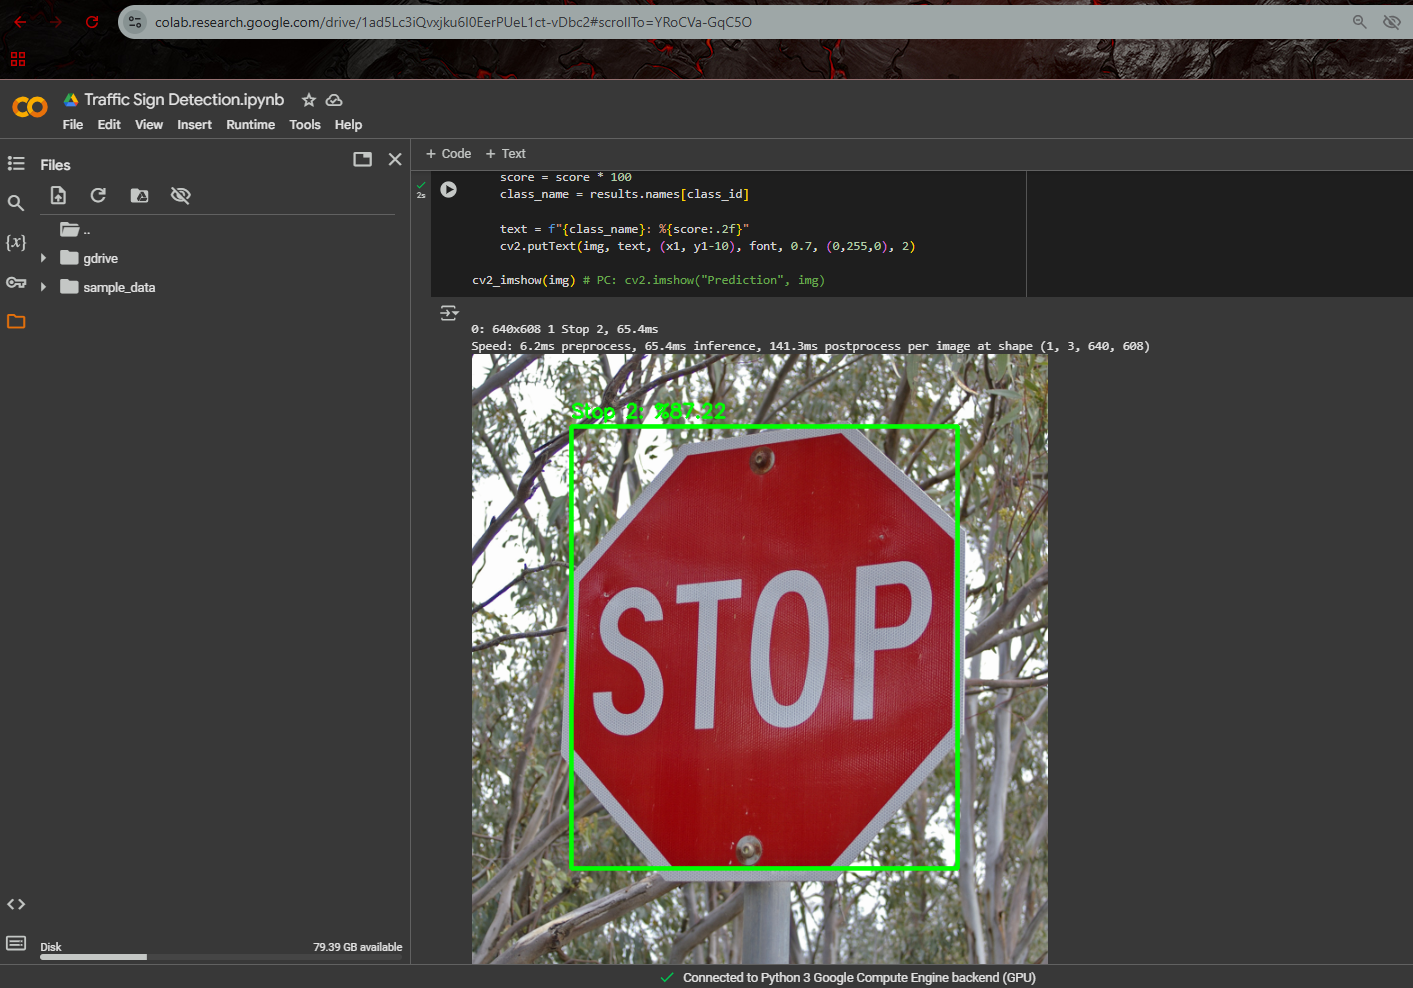 colab.research.google.com/drive/1ad5Lc3iQvxjku6l0EerPUeL1ct-vDbc2#scrollTo=YRoCVa-GqC5O
CO
Traffic Sign Detection.ipynb
File Edit View Insert Runtime Tools Help
Files
+ Code + Text
..
gdrive
sample_data
{x}
2s
score = score * 100
class_name = results.names[class_id]
text = f"{class_name}: %{score:.2f}"
cv2.putText(img, text, (x1, y1-10), font, 0.7, (0,255,0), 2)
cv2_imshow(img) # PC: cv2.imshow("Prediction", img)
0: 640x608 1 Stop 2, 65.4ms
Speed: 6.2ms preprocess, 65.4ms inference, 141.3ms postprocess per image at shape (1, 3, 640, 608)
Stop 2: %87.22
STOP
Disk 79.39 GB available
Connected to Python 3 Google Compute Engine backend (GPU)